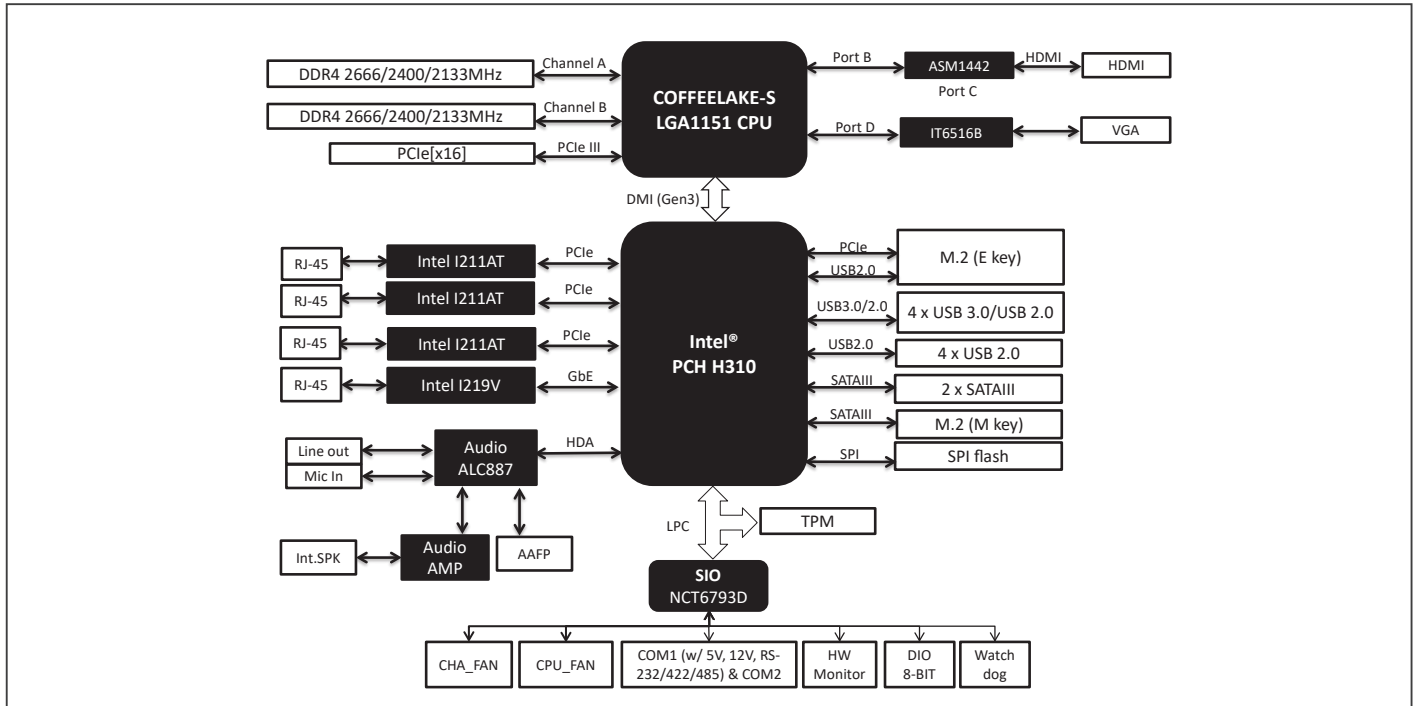 DDR4 2666/2400/2133MHz
Channel A
DDR4 2666/2400/2133MHz
Channel B
PCIe[x16]
PCIe III
COFFEELAKE-S
LGA1151 CPU
Port B
ASM1442
HDMI
HDMI
Port C
Port D
IT6516B
VGA
DMI (Gen3)
RJ-45
Intel I211AT
PCIe
RJ-45
Intel I211AT
PCIe
RJ-45
Intel I211AT
PCIe
RJ-45
Intel I219V
GbE
Intel®
PCH H310
PCIe
USB2.0
M.2 (E key)
USB3.0/2.0
4 x USB 3.0/USB 2.0
USB2.0
4 x USB 2.0
SATAIII
2 x SATAIII
SATAIII
M.2 (M key)
SPI
SPI flash
Line out
Mic In
Audio
ALC887
HDA
Int.SPK
Audio
AMP
AAFP
LPC
TPM
SIO
NCT6793D
CHA_FAN
CPU_FAN
COM1 (w/ 5V, 12V, RS-
232/422/485) & COM2
HW
Monitor
DIO
8-BIT
Watch
dog